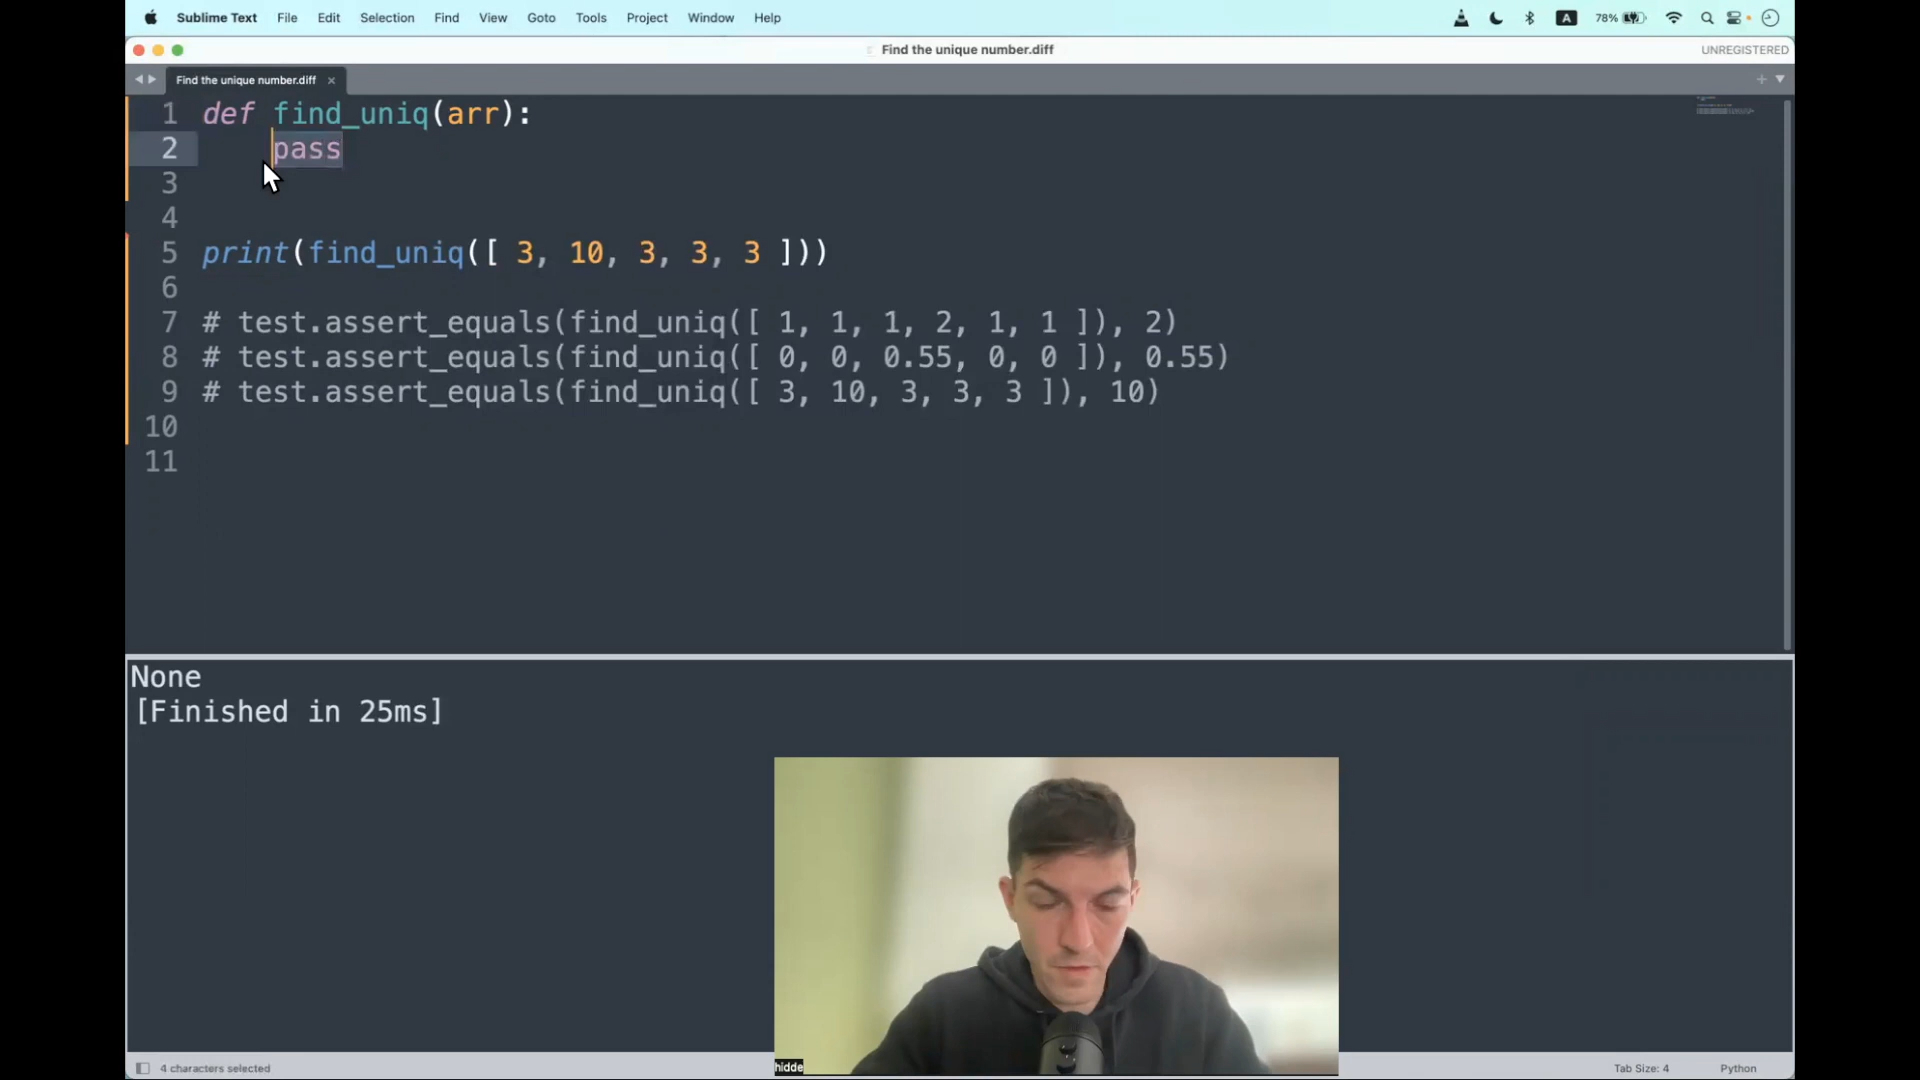 Sublime Text File Edit Selection Find View Goto Tools Project Window Help A 78%
Find the unique number.diff UNREGISTERED
Find the unique number.diff
1 def find_uniq(arr):
2 pass
3
4
5 print(find_uniq([ 3, 10, 3, 3, 3 ]))
6
7 # test.assert_equals(find_uniq([ 1, 1, 1, 2, 1, 1 ]), 2)
8 # test.assert_equals(find_uniq([ 0, 0, 0.55, 0, 0 ]), 0.55)
9 # test.assert_equals(find_uniq([ 3, 10, 3, 3, 3 ]), 10)
10
11
None
[Finished in 25ms]
hidde
4 characters selected Tab Size: 4 Python